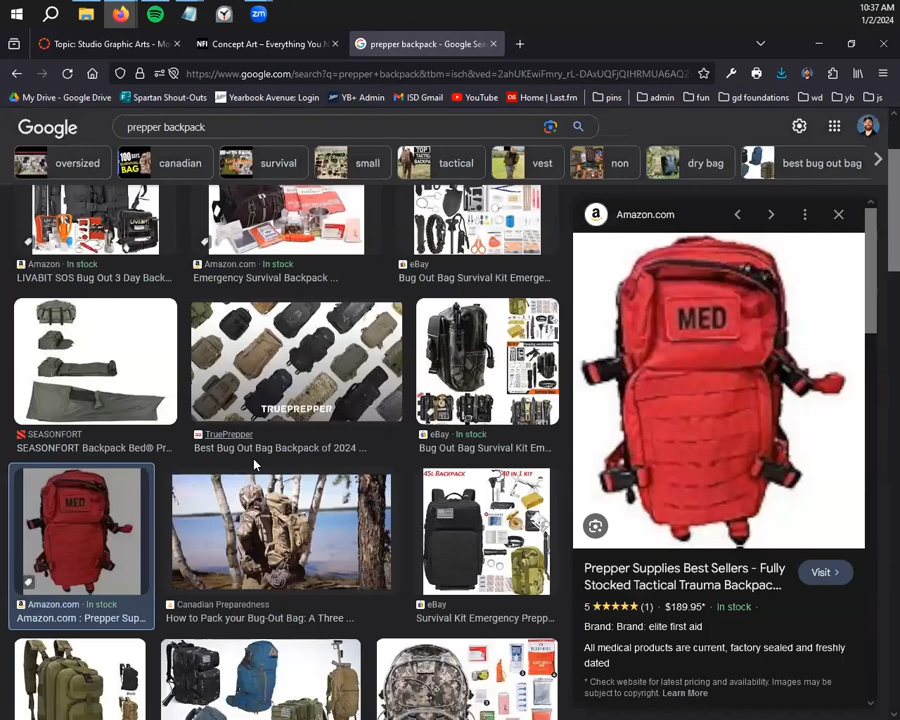 10:37 AM
1/2/2024
Topic: Studio Graphic Arts - Mo
NFI Concept Art – Everything You N
prepper backpack - Google Sea
https://www.google.com/search?q=prepper+backpack&tbm=isch&ved=2ahUKEwiFmry_rL-DAxUQFjQIHRMUA6AQ2
My Drive - Google Drive
Spartan Shout-Outs
Yearbook Avenue: Login
YB+ Admin
ISD Gmail
YouTube
Home | Last.fm
pins
admin
fun
gd foundations
wd
yb
js
Google
prepper backpack
oversized
canadian
survival
small
tactical
vest
non
dry bag
best bug out bag
Amazon · In stock
LIVABIT SOS Bug Out 3 Day Back...
Amazon.com · In stock
Emergency Survival Backpack ...
eBay
Bug Out Bag Survival Kit Emerge...
TRUEPREPPER
SEASONFORT
SEASONFORT Backpack Bed® Pr...
TruePrepper
Best Bug Out Bag Backpack of 2024 ...
eBay · In stock
Bug Out Bag Survival Kit Em...
MED
45L BACKPACK
Amazon.com · In stock
Amazon.com : Prepper Sup...
Canadian Preparedness
How to Pack your Bug-Out Bag: A Three ...
eBay
Survival Kit Emergency Prepp...
Amazon.com
MED
Prepper Supplies Best Sellers - Fully
Stocked Tactical Trauma Backpac...
Visit
5 ★★★★★ (1) · $189.95* · In stock ·
Brand: Brand: elite first aid
All medical products are current, factory sealed and freshly
dated
* Check website for latest pricing and availability. Images may
be subject to copyright. Learn More